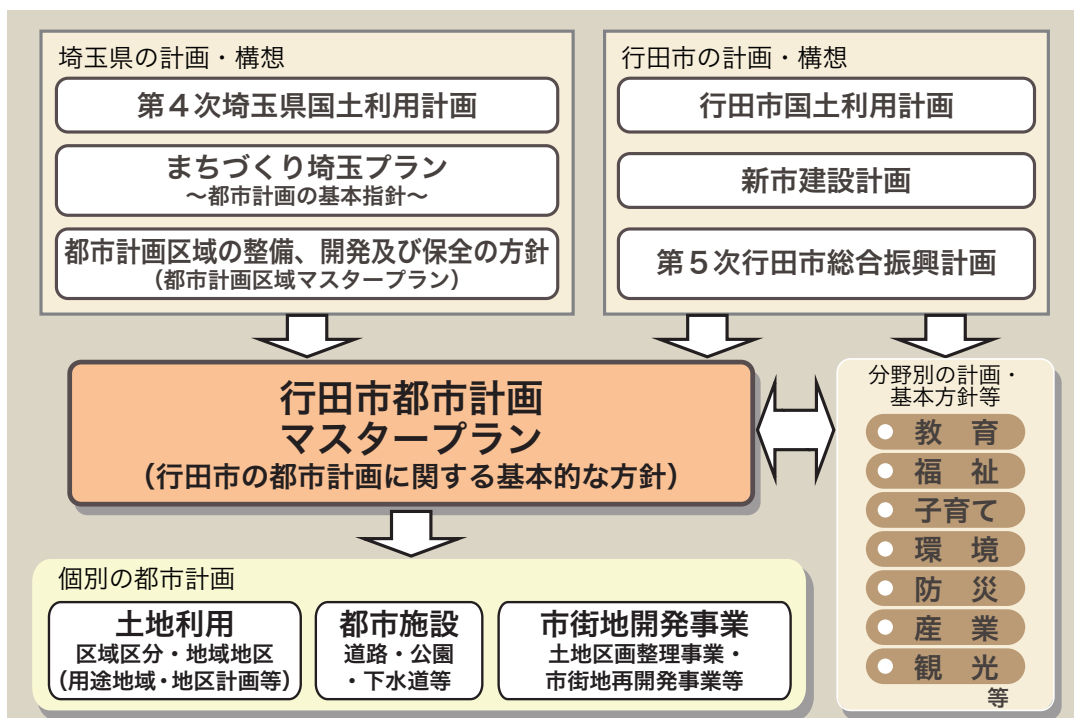 埼玉県の計画・構想
第4次埼玉県国土利用計画
まちづくり埼玉プラン
～都市計画の基本指針～
都市計画区域の整備、開発及び保全の方針
（都市計画区域マスタープラン）
行田市の計画・構想
行田市国土利用計画
新市建設計画
第5次行田市総合振興計画
行田市都市計画
マスタープラン
（行田市の都市計画に関する基本的な方針）
分野別の計画・
基本方針等
教　育
福　祉
子育て
環　境
防　災
産　業
観　光
等
個別の都市計画
土地利用
区域区分・地域地区
（用途地域・地区計画等）
都市施設
道路・公園
・下水道等
市街地開発事業
土地区画整理事業・
市街地再開発事業等